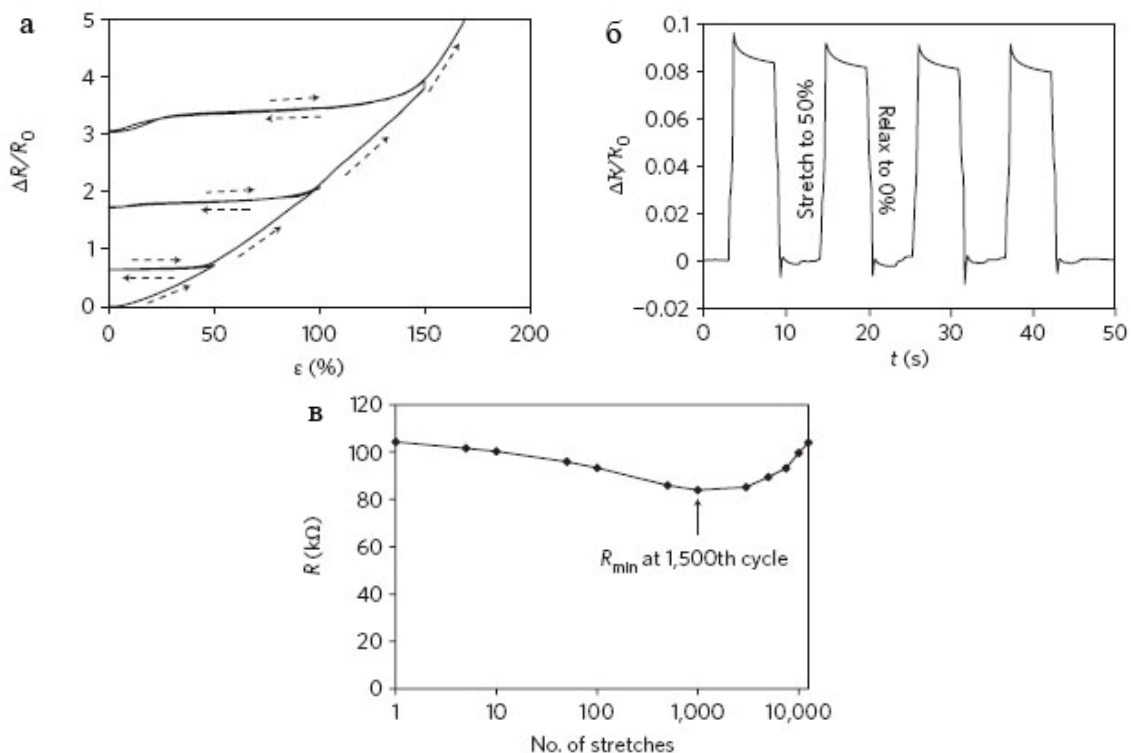 а
5
4
3
2
1
0
ΔR/R0
0 50 100 150 200
ε (%)
б
0.1
0.08
0.06
0.04
0.02
0
−0.02
ΔR/R0
Stretch to 50%
Relax to 0%
0 10 20 30 40 50
t (s)
в
120
100
80
60
40
20
0
R (kΩ)
Rmin at 1,500th cycle
1 10 100 1,000 10,000
No. of stretches